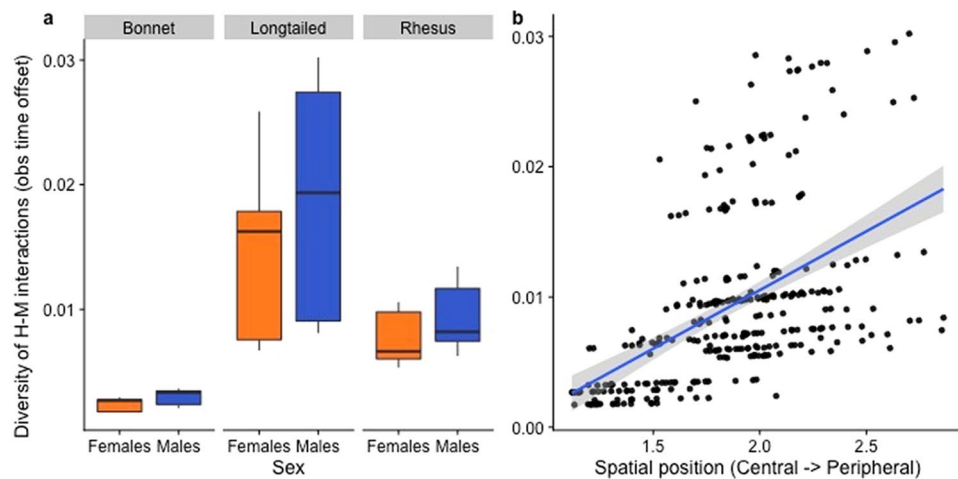 a
Bonnet Longtailed Rhesus
Diversity of H-M interactions (obs time offset)
0.03
0.02
0.01
Females Males Females Males Females Males
Sex
b
0.03
0.02
0.01
0.00
1.5 2.0 2.5
Spatial position (Central -> Peripheral)